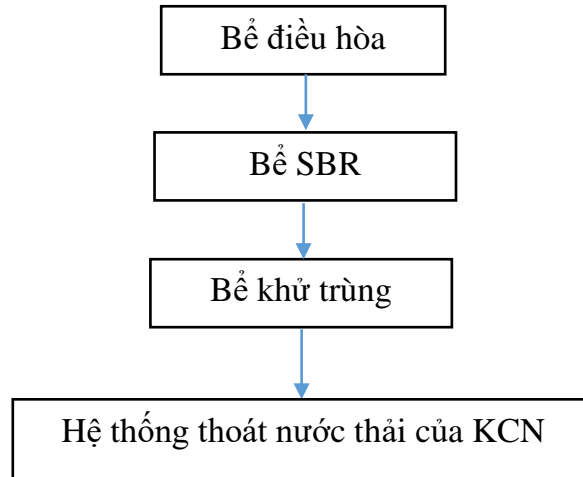 Bể điều hòa
Bể SBR
Bể khử trùng
Hệ thống thoát nước thải của KCN